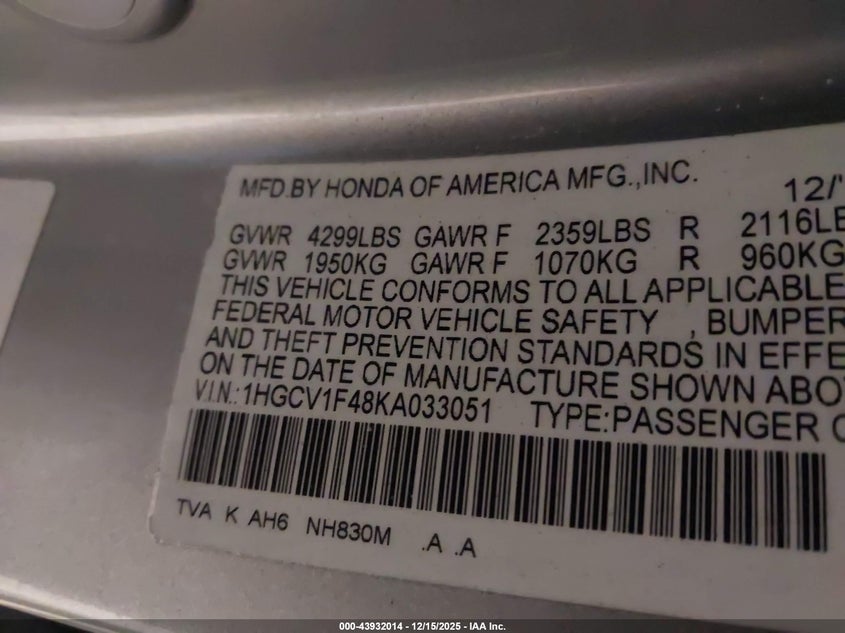 MFD.BY HONDA OF AMERICA MFG.,INC. 12/
GVWR 4299LBS GAWR F 2359LBS R 2116LB
GVWR 1950KG GAWR F 1070KG R 960KG
THIS VEHICLE CONFORMS TO ALL APPLICABLE
FEDERAL MOTOR VEHICLE SAFETY , BUMPER
AND THEFT PREVENTION STANDARDS IN EFFE
ON THE DATE OF MANUFACTURE SHOWN ABO
V.I.N.:1HGCV1F48KA033051 TYPE:PASSENGER C
TVA K AH6 NH830M .A .A
000-43932014 - 12/15/2025 - IAA Inc.